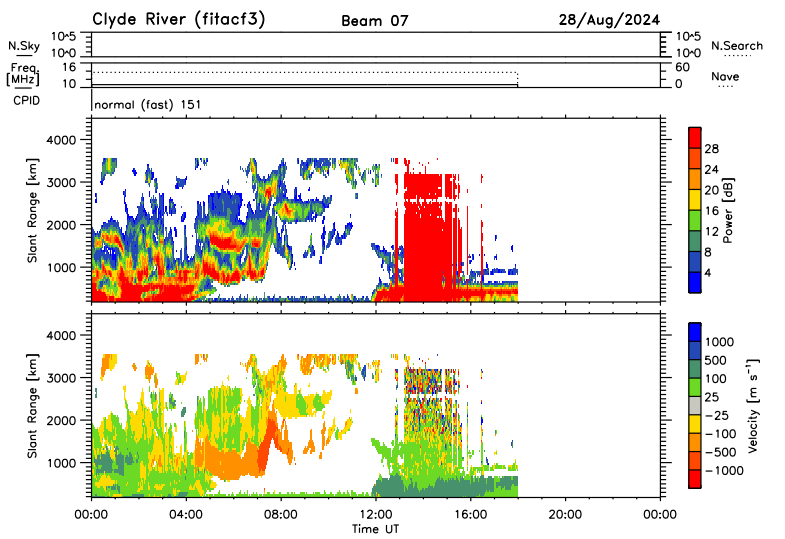 Clyde River (fitacf3) Beam 07 28/Aug/2024
10^5 10^5
N.Sky N.Search
10^0 10^0
Freq. 16 60
[MHz] Nave
10 0
CPID normal (fast) 151
4000
3000
2000
1000
Slant Range [km]
28
24
20
16
12
8
4
Power [dB]
4000
3000
2000
1000
Slant Range [km]
1000
500
100
25
-25
-100
-500
-1000
Velocity [m s⁻¹]
00:00 04:00 08:00 12:00 16:00 20:00 00:00
Time UT